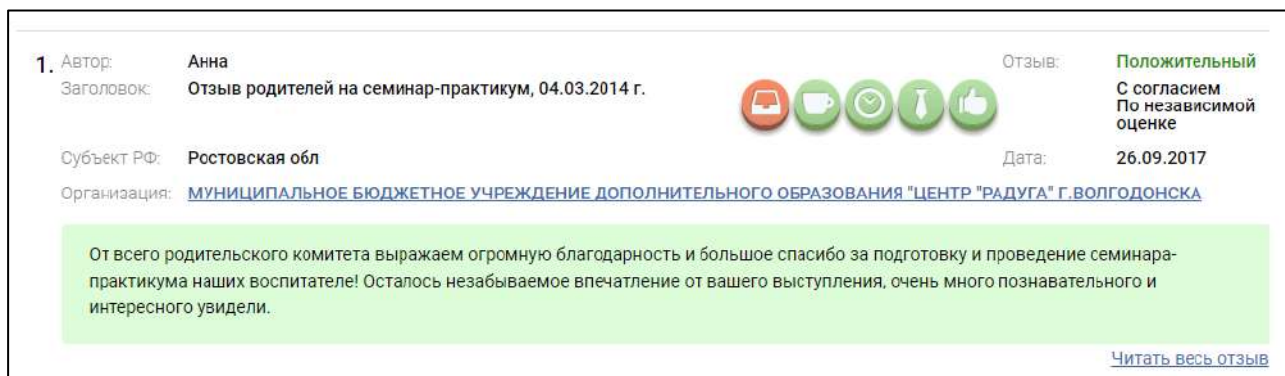 1. Автор: Анна Отзыв: Положительный
Заголовок: Отзыв родителей на семинар-практикум, 04.03.2014 г. С согласием
По независимой
оценке
Субъект РФ: Ростовская обл Дата: 26.09.2017
Организация: МУНИЦИПАЛЬНОЕ БЮДЖЕТНОЕ УЧРЕЖДЕНИЕ ДОПОЛНИТЕЛЬНОГО ОБРАЗОВАНИЯ "ЦЕНТР "РАДУГА" Г.ВОЛГОДОНСКА
От всего родительского комитета выражаем огромную благодарность и большое спасибо за подготовку и проведение семинара-
практикума наших воспитателе! Осталось незабываемое впечатление от вашего выступления, очень много познавательного и
интересного увидели.
Читать весь отзыв